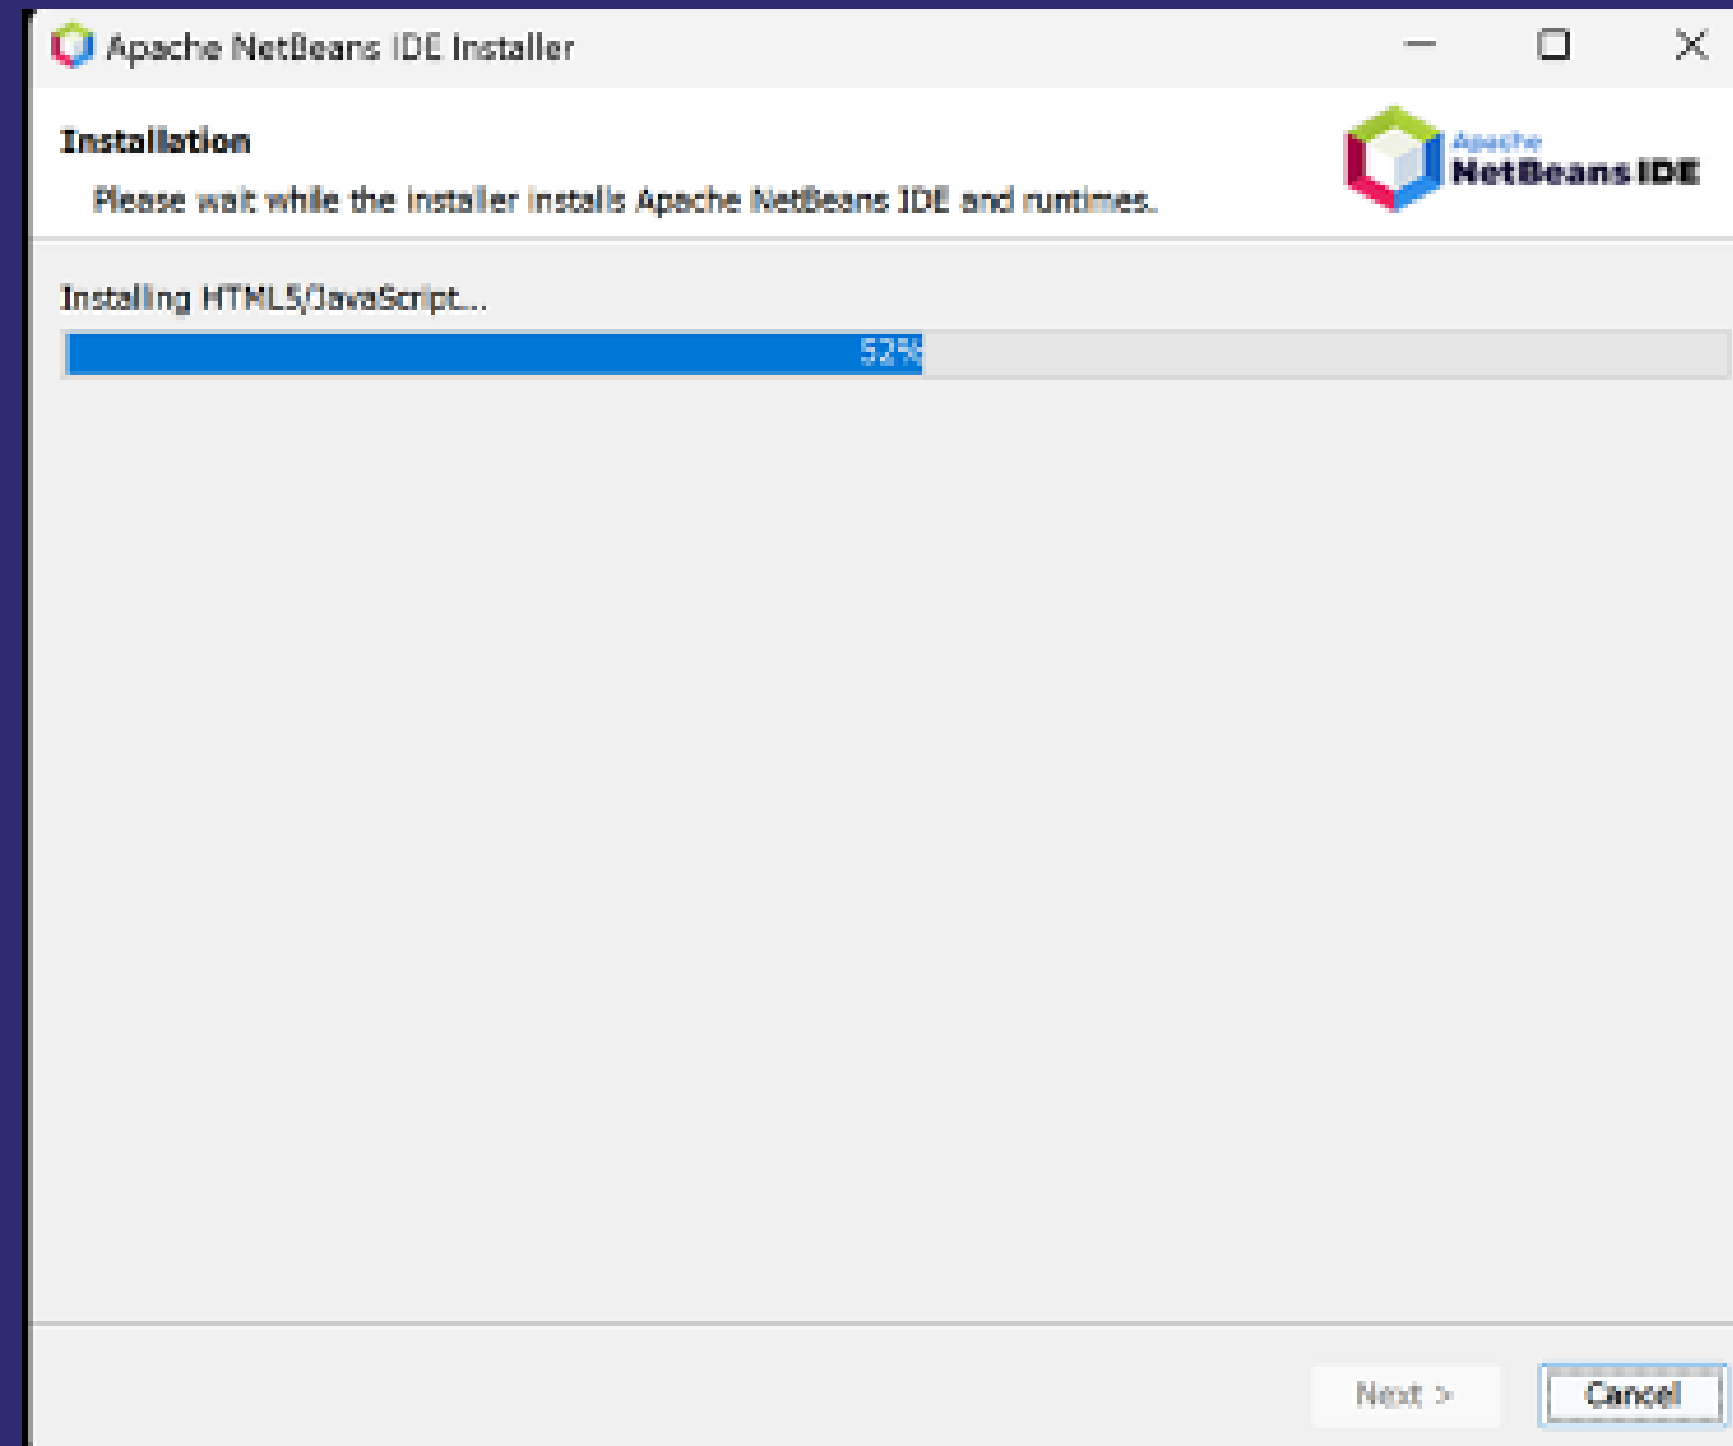 Apache NetBeans IDE Installer
Installation
Apache
NetBeans IDE
Please wait while the installer installs Apache NetBeans IDE and runtimes.
Installing HTML5/JavaScript...
52%
Next >
Cancel